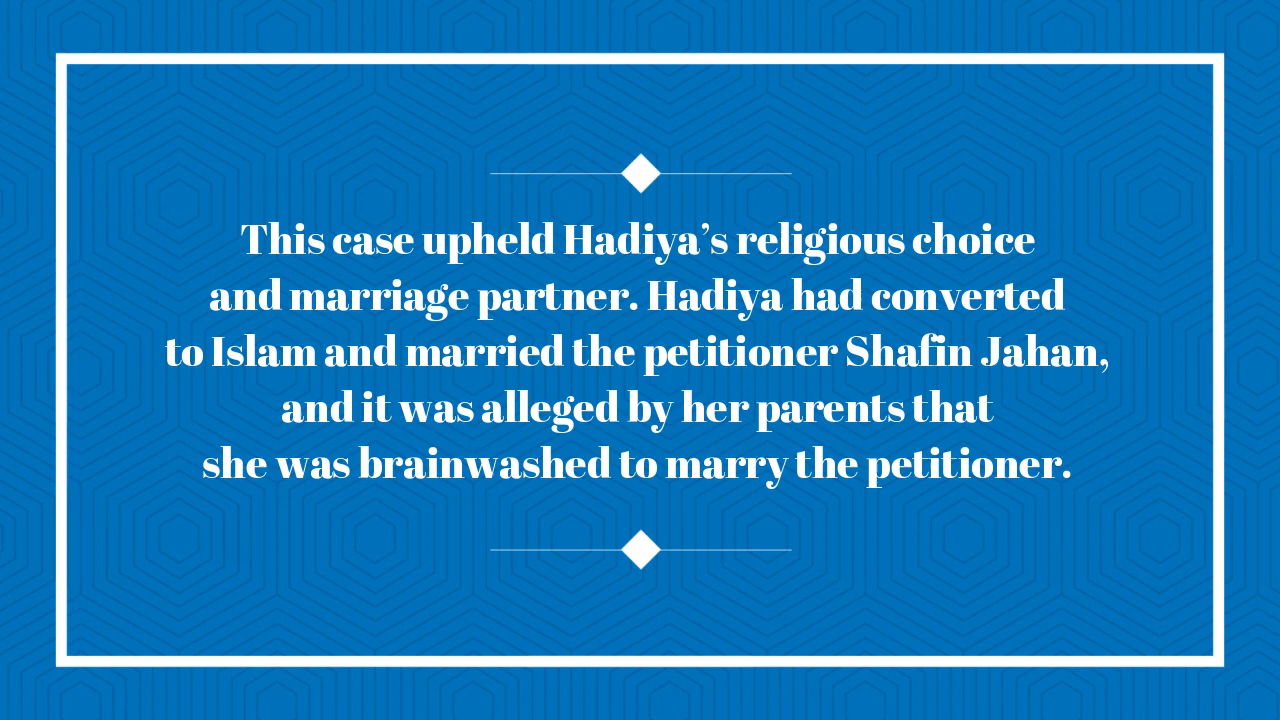 This case upheld Hadiya’s religious choice
and marriage partner. Hadiya had converted
to Islam and married the petitioner Shafin Jahan,
and it was alleged by her parents that
she was brainwashed to marry the petitioner.